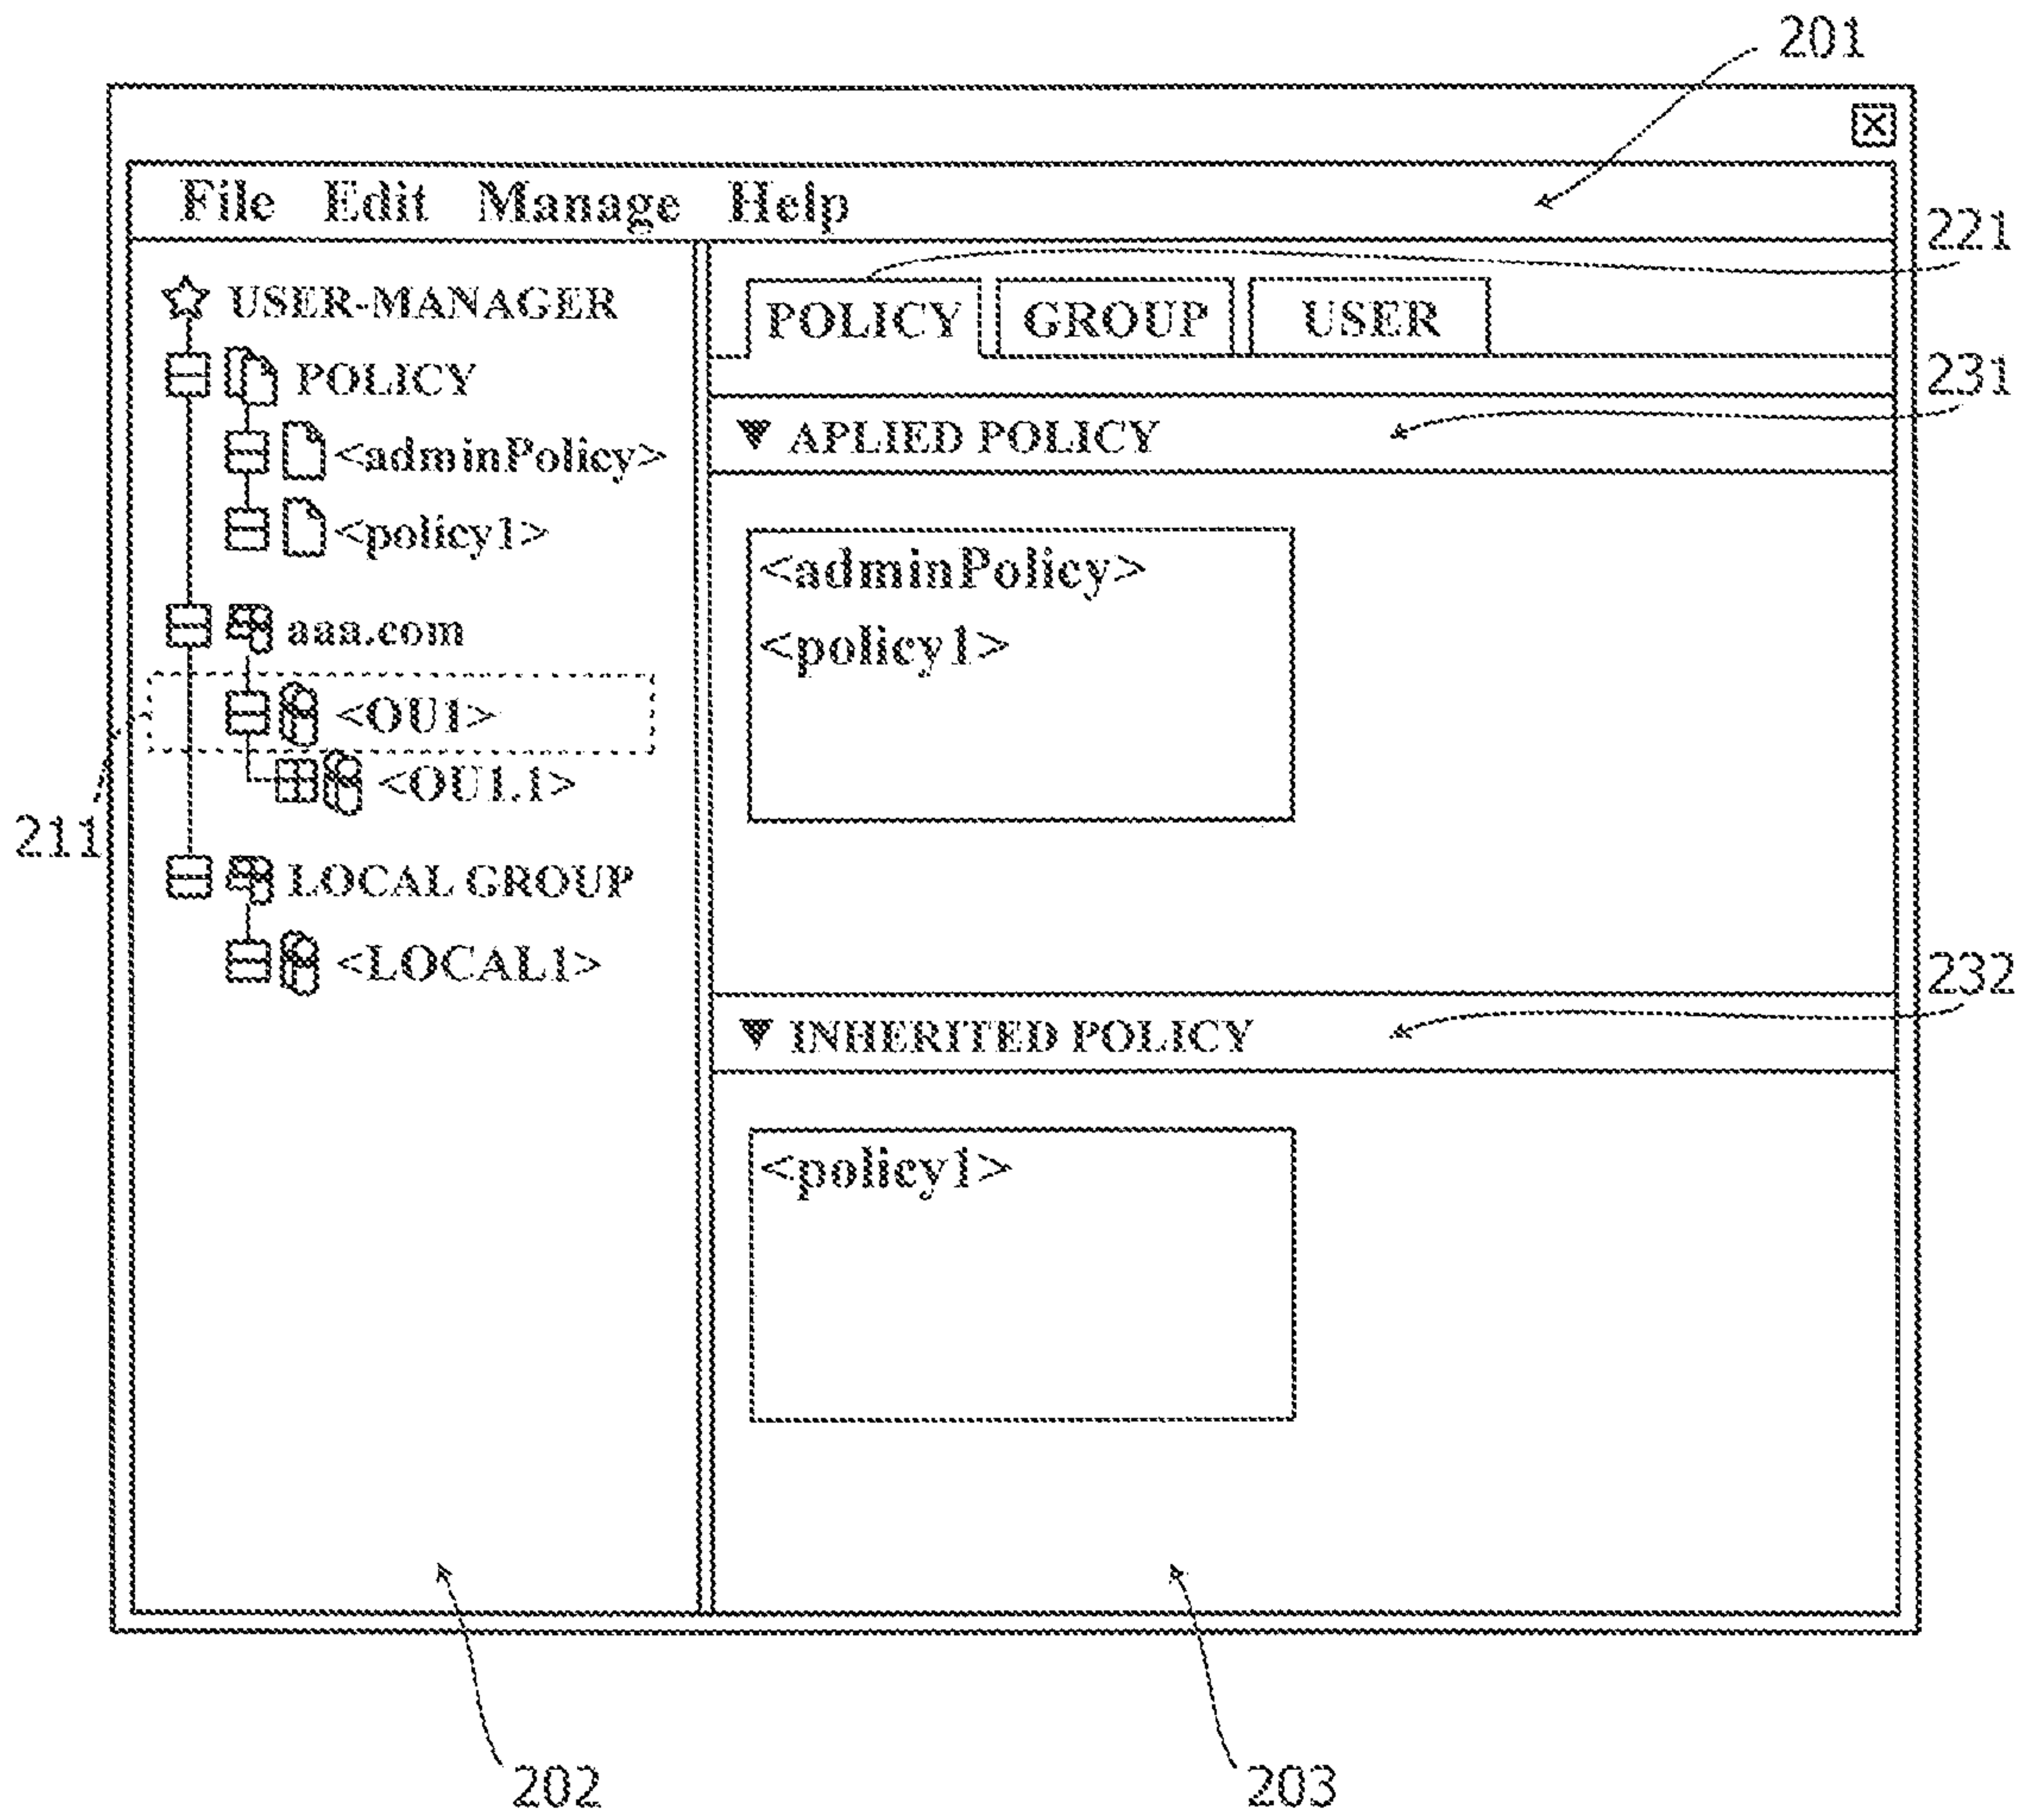 201
File Edit Manage Help
221
USER-MANAGER
POLICY GROUP USER
POLICY
231
APLIED POLICY
<adminPolicy>
<policy1>
<adminPolicy>
<policy1>
aaa.com
<OU1>
<OU1.1>
211
LOCAL GROUP
<LOCAL1>
232
INHERITED POLICY
<policy1>
202
203